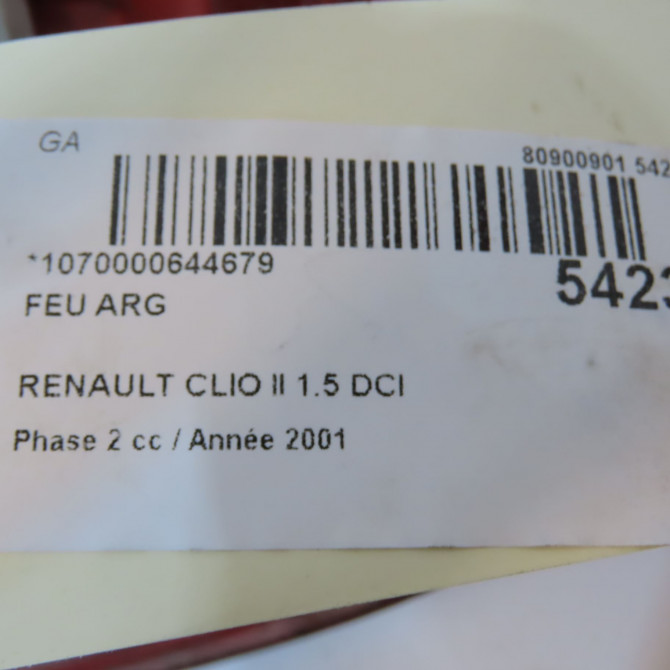 GA
80900901 542
*1070000644679
5423
FEU ARG
RENAULT CLIO II 1.5 DCI
Phase 2 cc / Année 2001